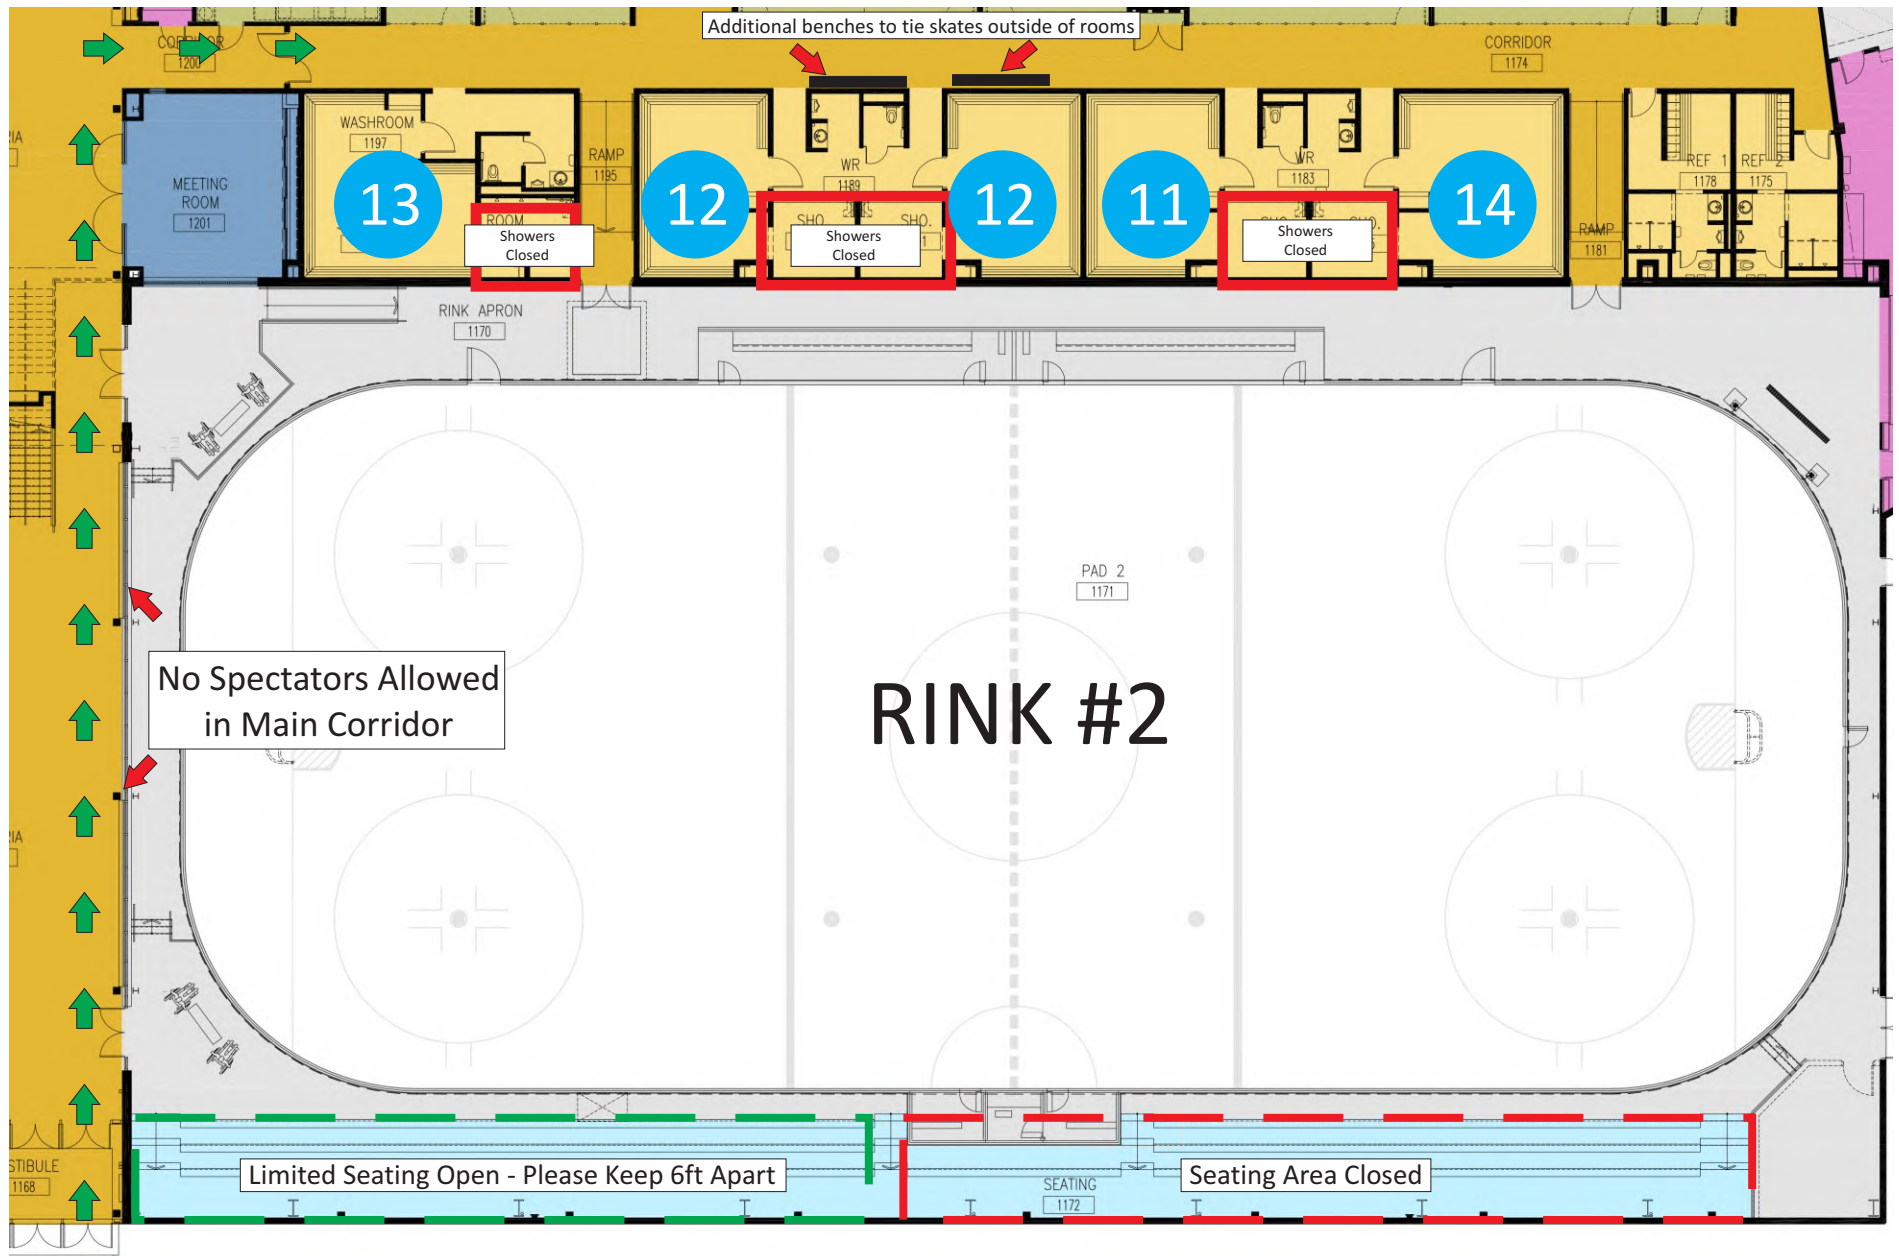 Additional benches to tie skates outside of rooms
CORRIDOR
1200
CORRIDOR
1174
WASHROOM
1197
RAMP
1195
MEETING
ROOM
1201
13
12
WR
1189
12
11
WR
1183
14
REF 1
1178
REF 2
1175
RAMP
1181
ROOM
Showers
Closed
SHO.
SHO.
Showers
Closed
Showers
Closed
RINK APRON
1170
PAD 2
1171
No Spectators Allowed
in Main Corridor
RINK #2
STIBULE
1168
Limited Seating Open - Please Keep 6ft Apart
SEATING
1172
Seating Area Closed